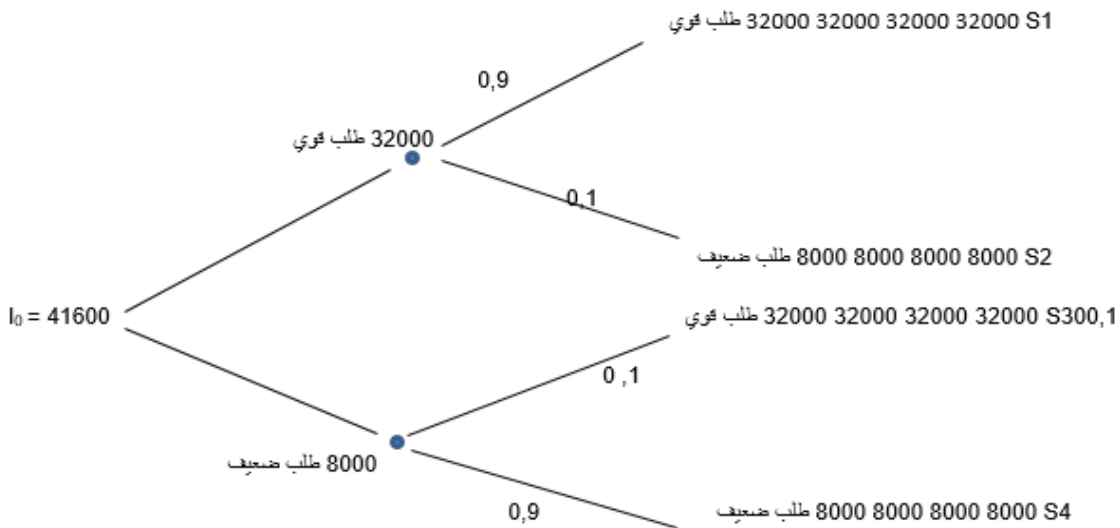 طلب قوي 32000 32000 32000 32000 S1
0,9
طلب قوي 32000
0,1
طلب ضعيف 8000 8000 8000 8000 S2
I₀ = 41600
طلب قوي 32000 32000 32000 32000 S300,1
0 ,1
طلب ضعيف 8000
0,9
طلب ضعيف 8000 8000 8000 8000 S4